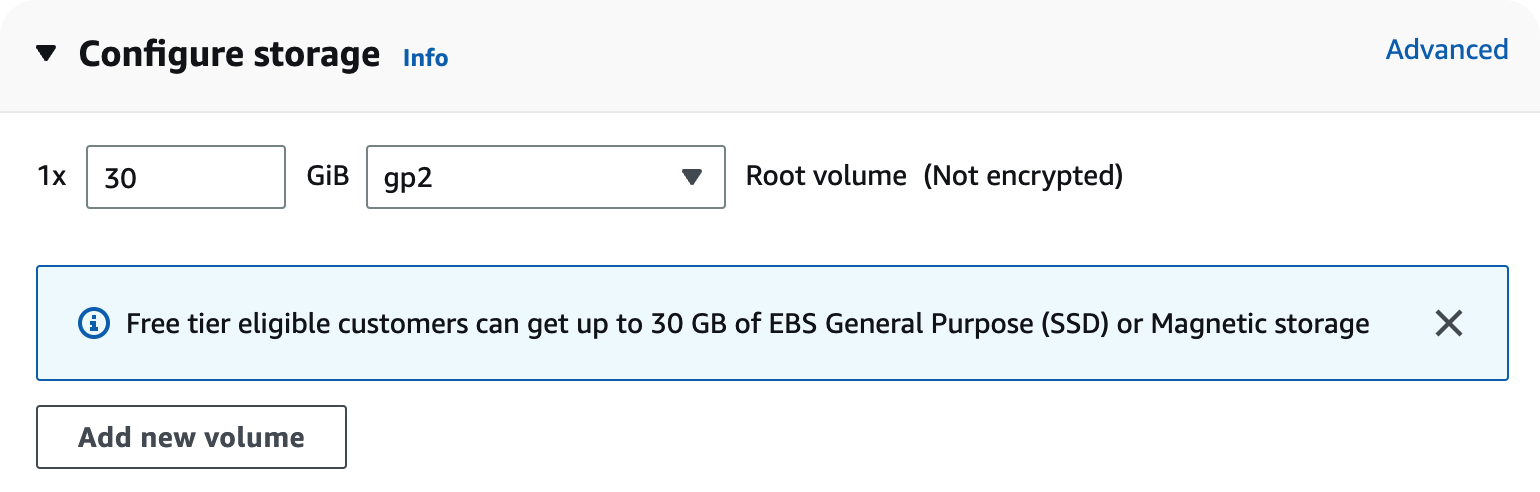 Configure storage Info Advanced
1x 30 GiB gp2 Root volume (Not encrypted)
Free tier eligible customers can get up to 30 GB of EBS General Purpose (SSD) or Magnetic storage
Add new volume